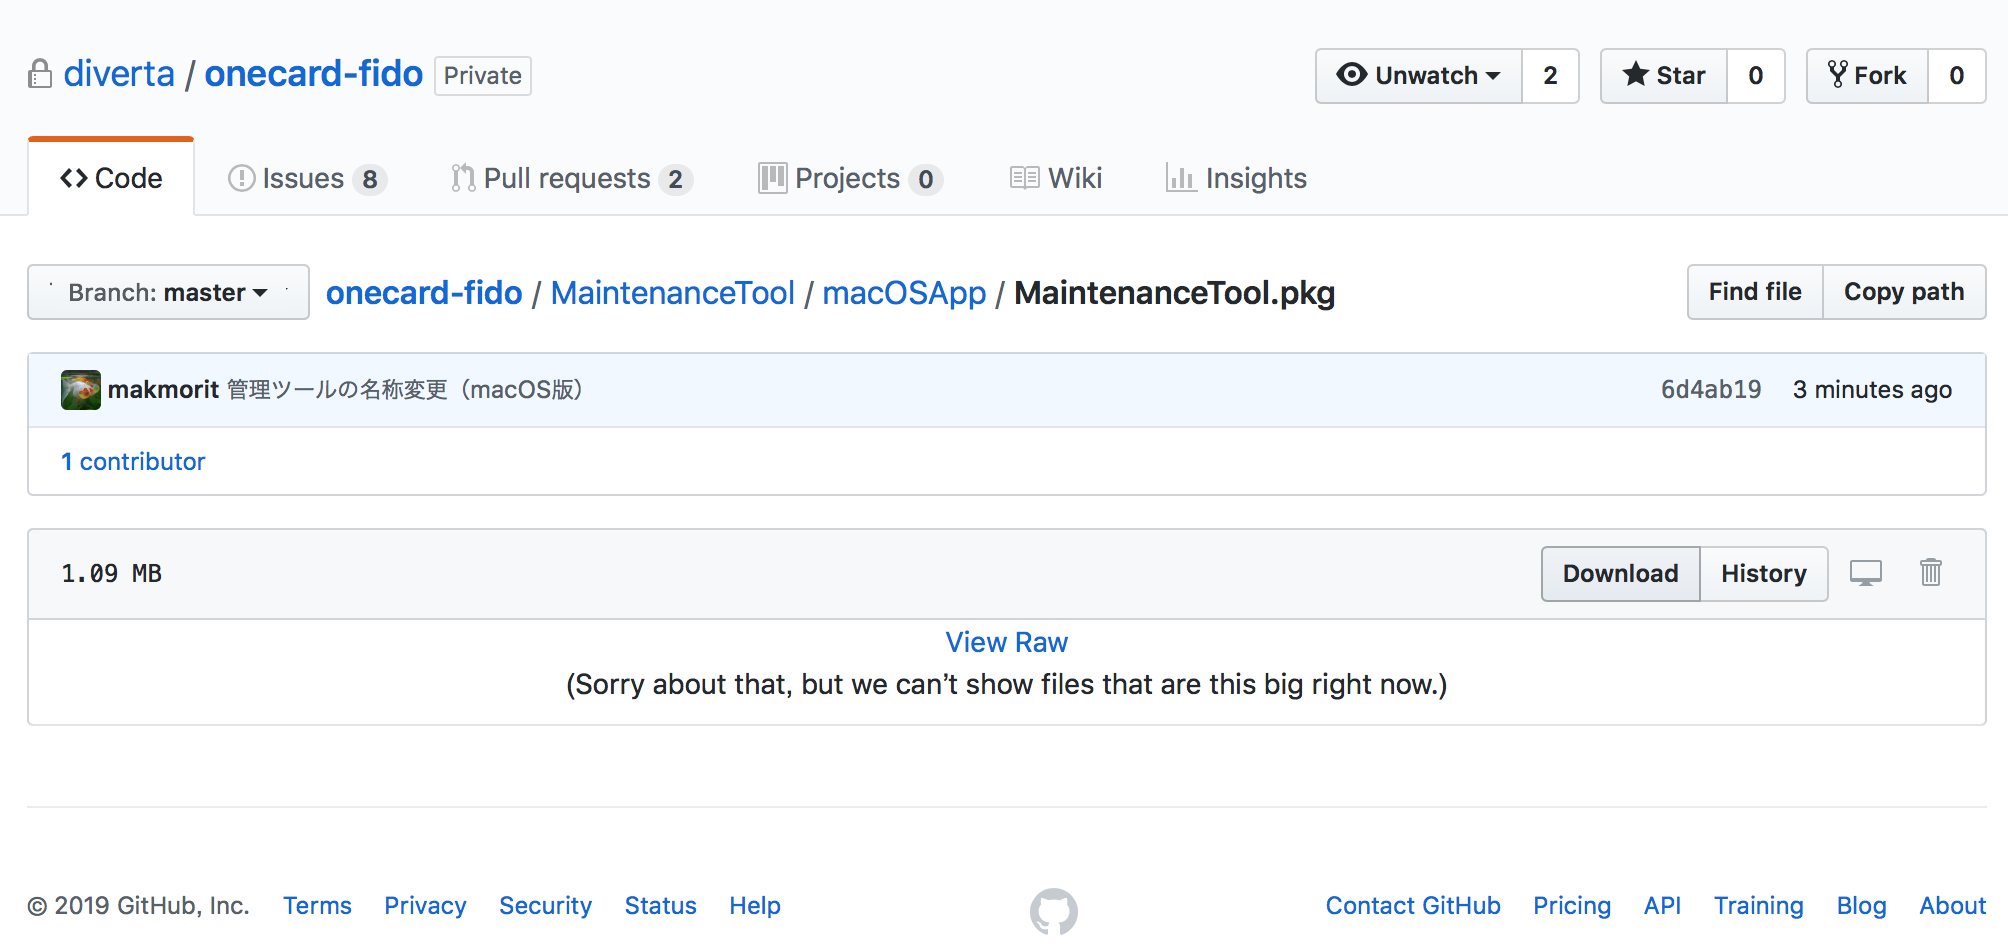 diverta / onecard-fido Private Unwatch 2 Star 0 Fork 0
Code Issues 8 Pull requests 2 Projects 0 Wiki Insights
Branch: master onecard-fido / MaintenanceTool / macOSApp / MaintenanceTool.pkg Find file Copy path
makmorit 管理ツールの名称変更（macOS版） 6d4ab19 3 minutes ago
1 contributor
1.09 MB Download History
View Raw
(Sorry about that, but we can’t show files that are this big right now.)
© 2019 GitHub, Inc. Terms Privacy Security Status Help Contact GitHub Pricing API Training Blog About